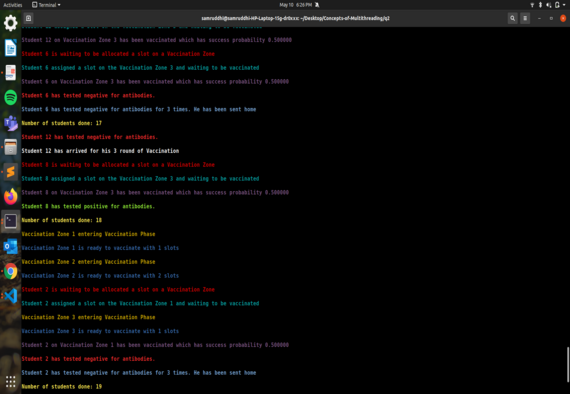 Activities
Terminal
May 10 6:26 PM
samruddhi@samruddhi-HP-Laptop-15g-dr0xxx: ~/Desktop/Concepts-of-Multithreading/q2
Student 12 on Vaccination Zone 3 has been vaccinated which has success probability 0.500000
Student 6 is waiting to be allocated a slot on a Vaccination Zone
Student 6 assigned a slot on the Vaccination Zone 3 and waiting to be vaccinated
Student 6 on Vaccination Zone 3 has been vaccinated which has success probability 0.500000
Student 6 has tested negative for antibodies.
Student 6 has tested negative for antibodies for 3 times. He has been sent home
Number of students done: 17
Student 12 has tested negative for antibodies.
Student 12 has arrived for his 3 round of Vaccination
Student 8 is waiting to be allocated a slot on a Vaccination Zone
Student 8 assigned a slot on the Vaccination Zone 3 and waiting to be vaccinated
Student 8 on Vaccination Zone 3 has been vaccinated which has success probability 0.500000
Student 8 has tested positive for antibodies.
Number of students done: 18
Vaccination Zone 1 entering Vaccination Phase
Vaccination Zone 1 is ready to vaccinate with 1 slots
Vaccination Zone 2 entering Vaccination Phase
Vaccination Zone 2 is ready to vaccinate with 2 slots
Student 2 is waiting to be allocated a slot on a Vaccination Zone
Student 2 assigned a slot on the Vaccination Zone 1 and waiting to be vaccinated
Vaccination Zone 3 entering Vaccination Phase
Vaccination Zone 3 is ready to vaccinate with 1 slots
Student 2 on Vaccination Zone 1 has been vaccinated which has success probability 0.500000
Student 2 has tested negative for antibodies.
Student 2 has tested negative for antibodies for 3 times. He has been sent home
Number of students done: 19